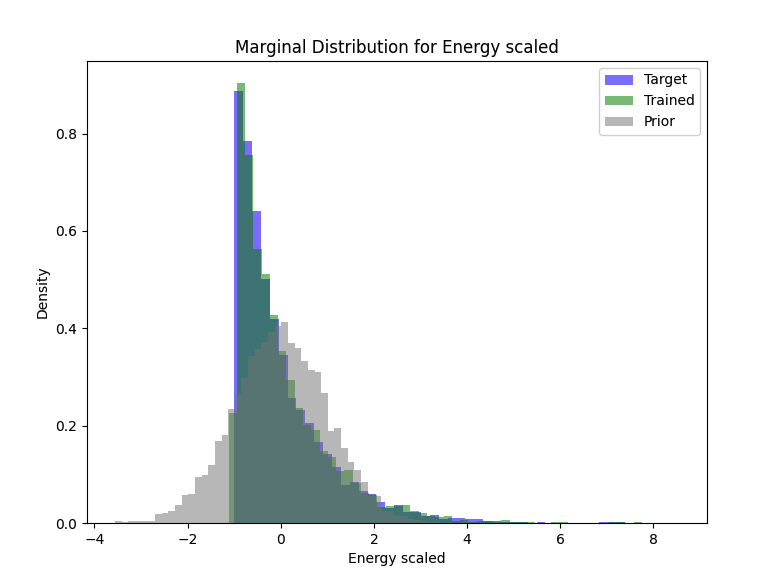 Marginal Distribution for Energy scaled
Target
Trained
Prior
Density
0.8
0.6
0.4
0.2
0.0
−4
−2
0
2
4
6
8
Energy scaled